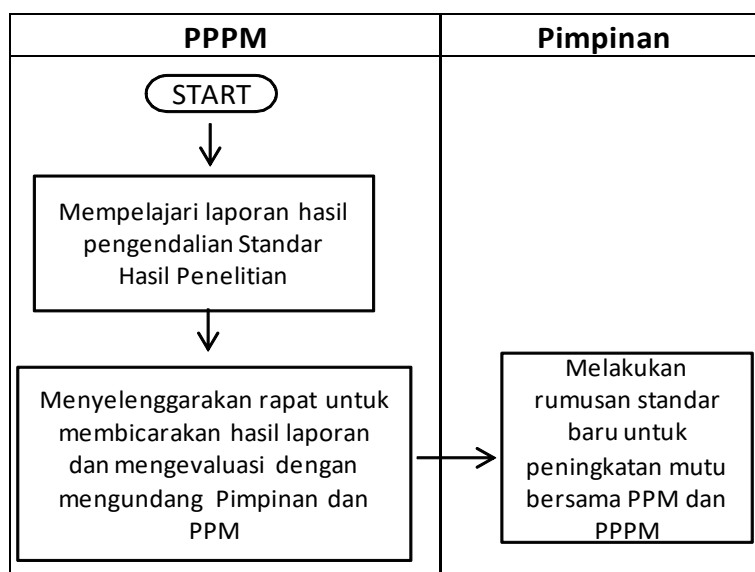 PPPM
Pimpinan
START
Mempelajari laporan hasil
pengendalian Standar
Hasil Penelitian
Menyelenggarakan rapat untuk
membicarakan hasil laporan
dan mengevaluasi dengan
mengundang Pimpinan dan
PPM
Melakukan
rumusan standar
baru untuk
peningkatan mutu
bersama PPM dan
PPPM